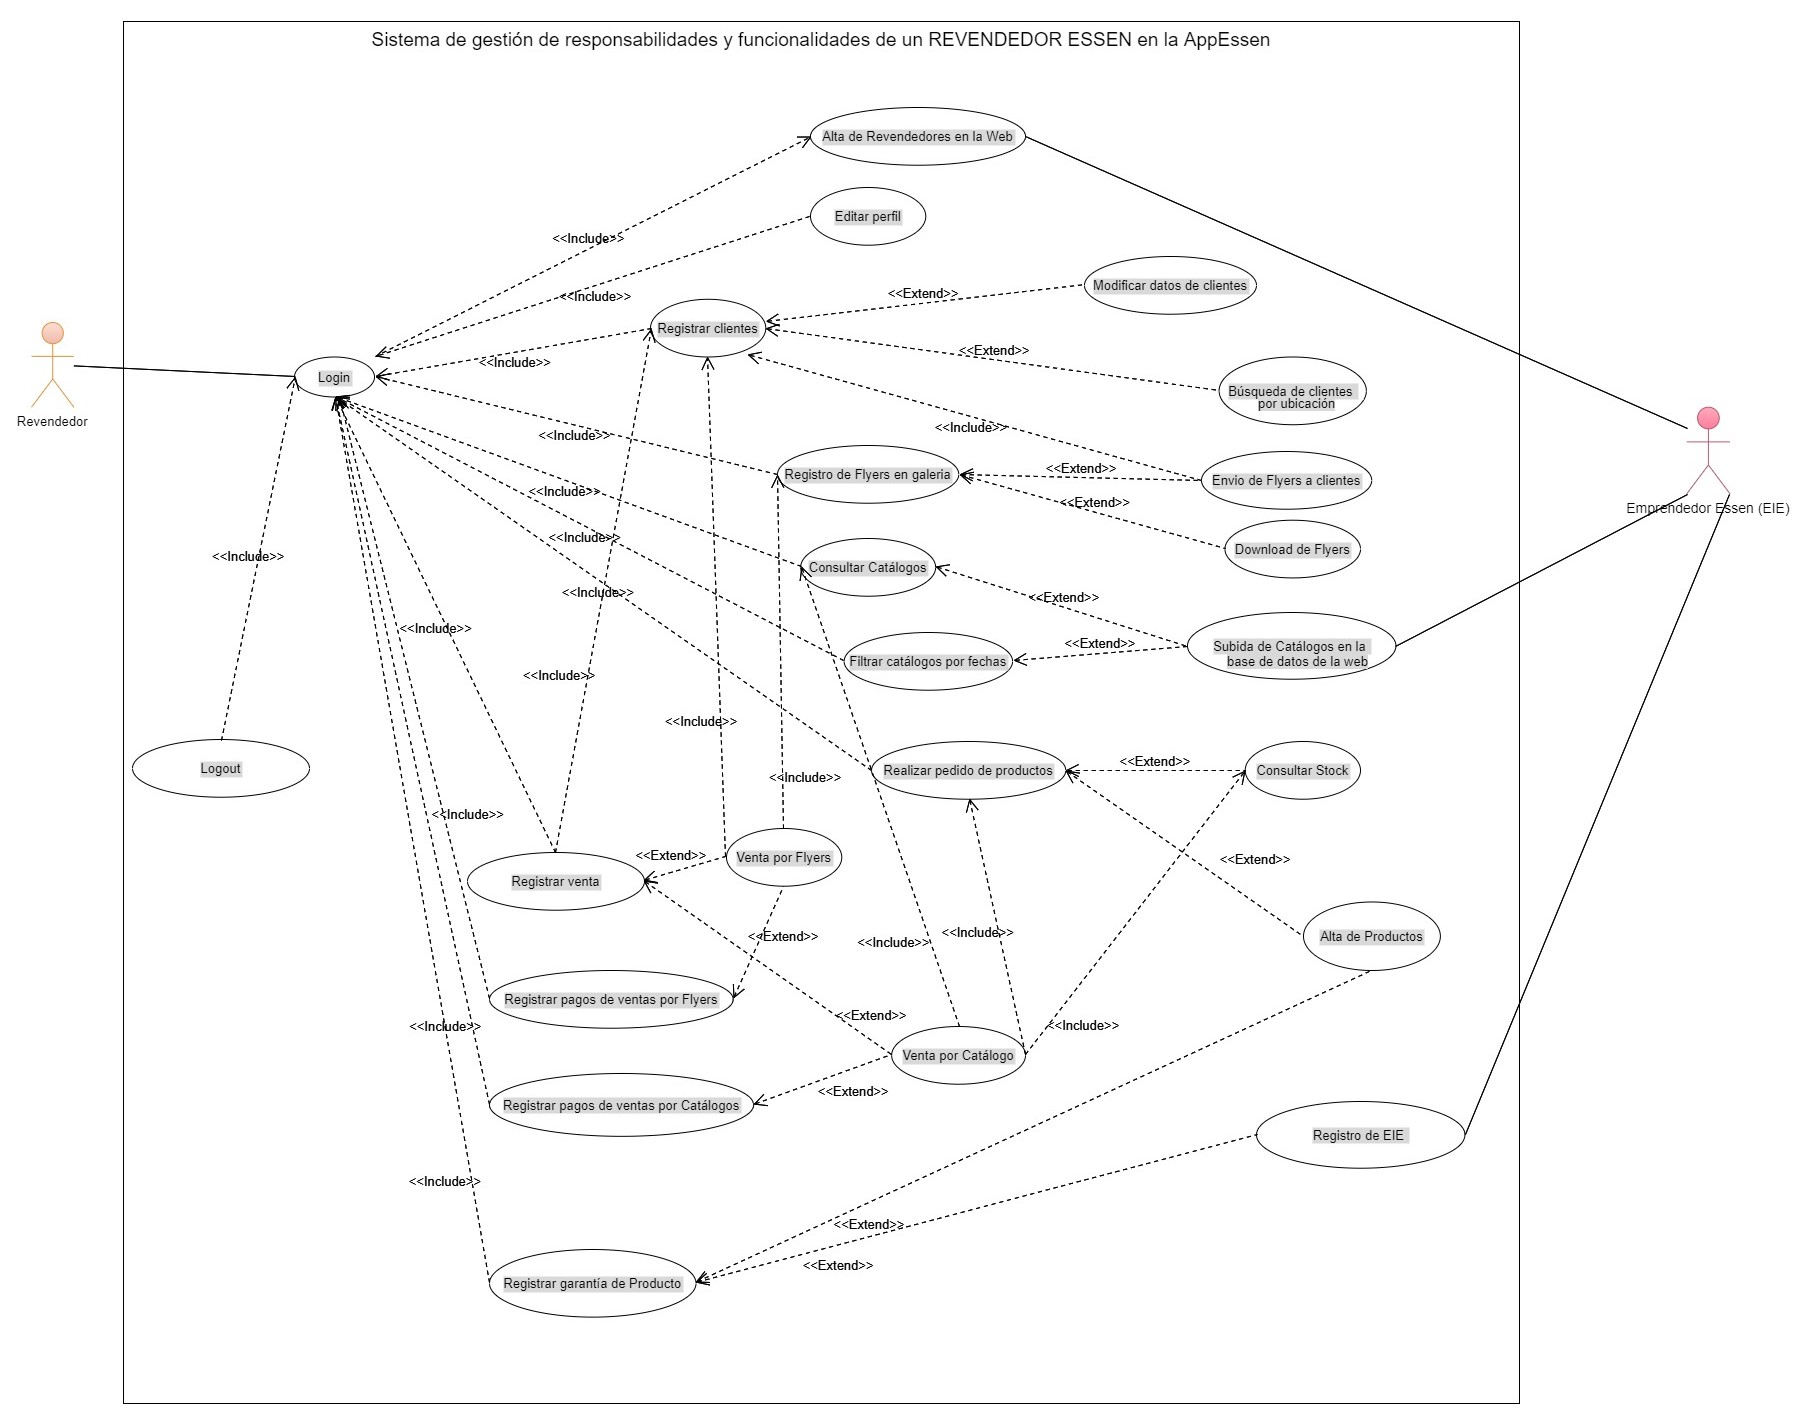 Sistema de gestión de responsabilidades y funcionalidades de un REVENDEDOR ESSEN en la AppEssen
Alta de Revendedores en la Web
Editar perfil
<<Include>>
Modificar datos de clientes
<<Extend>>
<<Include>>
Registrar clientes
<<Extend>>
<<Include>>
Login
Búsqueda de clientes
por ubicación
Revendedor
<<Include>>
<<Include>>
<<Extend>>
Registro de Flyers en galeria
Envio de Flyers a clientes
<<Include>>
<<Extend>>
Emprendedor Essen (EIE)
<<Include>>
Download de Flyers
<<Include>>
Consultar Catálogos
<<Include>>
<<Extend>>
<<Include>>
<<Extend>>
Subida de Catálogos en la
base de datos de la web
Filtrar catálogos por fechas
<<Include>>
<<Include>>
<<Extend>>
Logout
Realizar pedido de productos
Consultar Stock
<<Include>>
<<Include>>
<<Extend>>
Venta por Flyers
<<Extend>>
Registrar venta
<<Extend>>
<<Include>>
<<Include>>
Alta de Productos
Registrar pagos de ventas por Flyers
<<Extend>>
<<Include>>
<<Include>>
Venta por Catálogo
<<Extend>>
Registrar pagos de ventas por Catálogos
Registro de EIE
<<Include>>
<<Extend>>
<<Extend>>
Registrar garantía de Producto